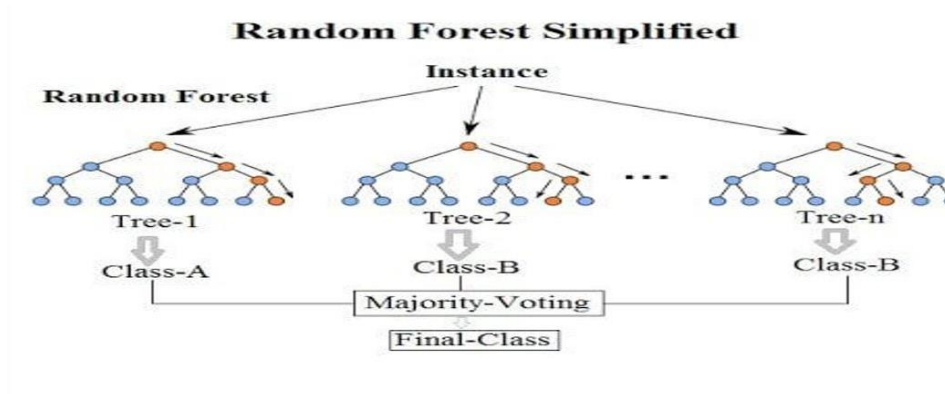 Random Forest Simplified
Instance
Random Forest
...
Tree-1 Tree-2 Tree-n
Class-A Class-B Class-B
Majority-Voting
Final-Class